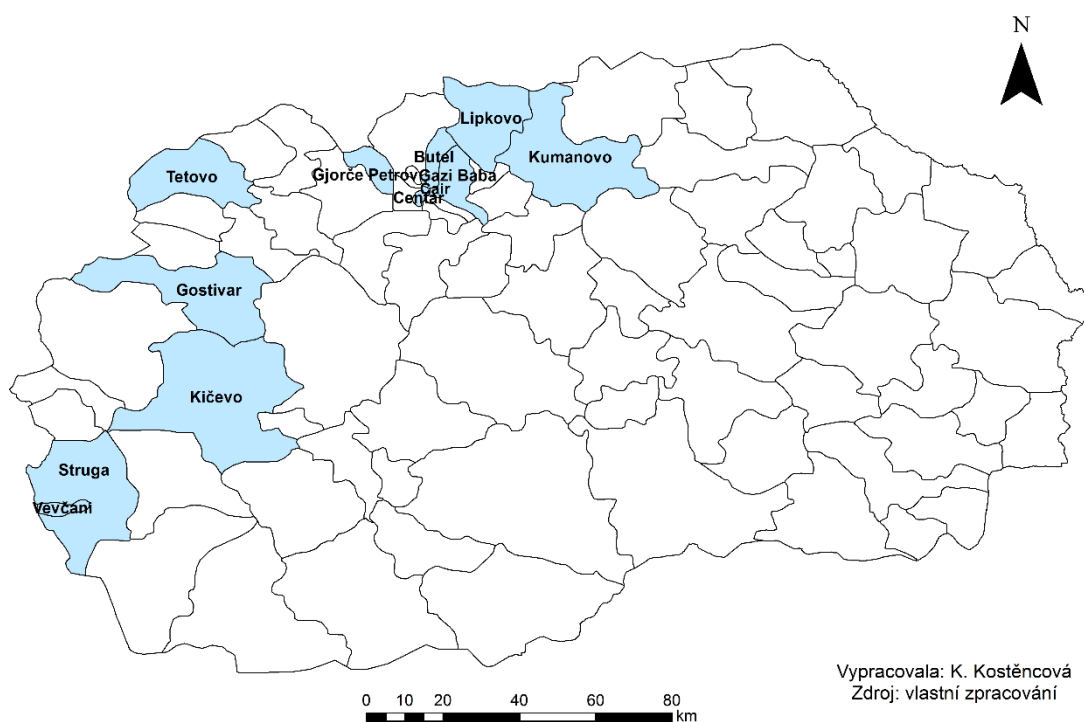 N
Lipkovo
Butel
Kumanovo
Tetovo
Gjorče Petrov
Gazi Baba
Čair
Centar
Gostivar
Kičevo
Struga
Vevčani
Vypracovala: K. Kostěncová
Zdroj: vlastní zpracování
0 10 20 40 60 80
km